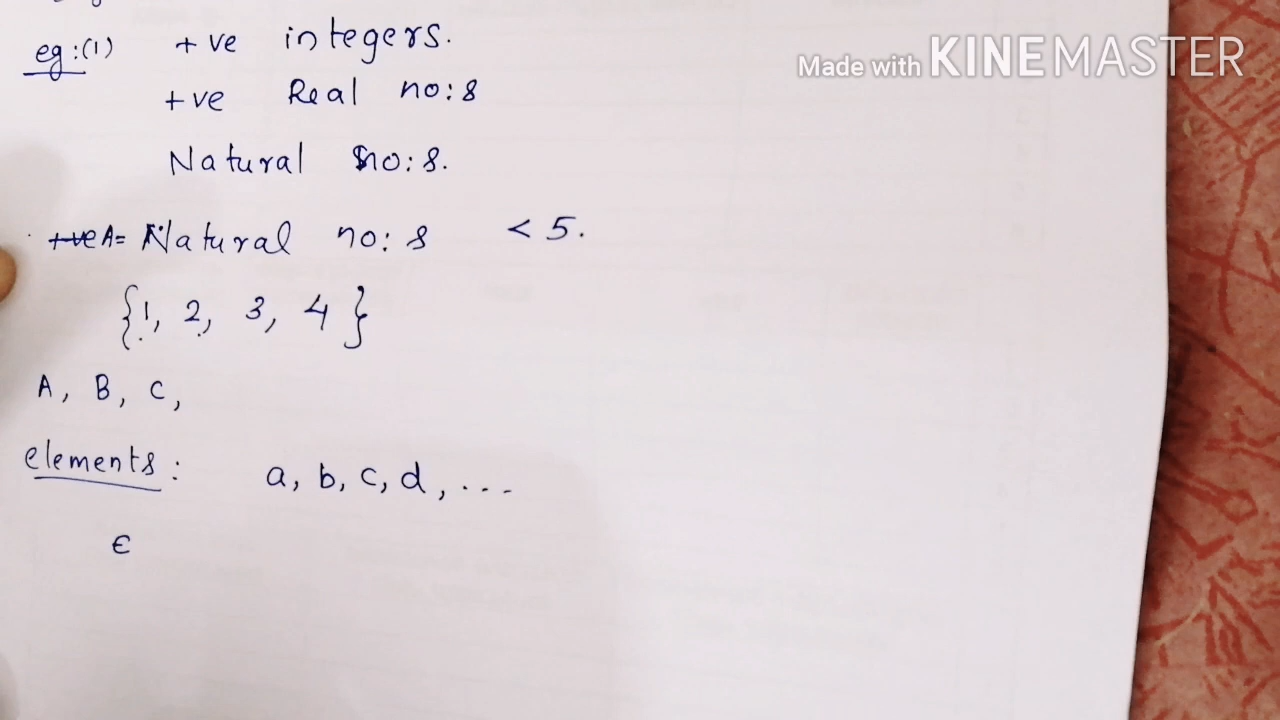 eg:(1) +ve integers.
Made with KINEMASTER
+ve Real no:s
Natural no:s.
A= Natural no:s < 5.
{1, 2, 3, 4}
A, B, C,
elements: a, b, c, d, ...
∈